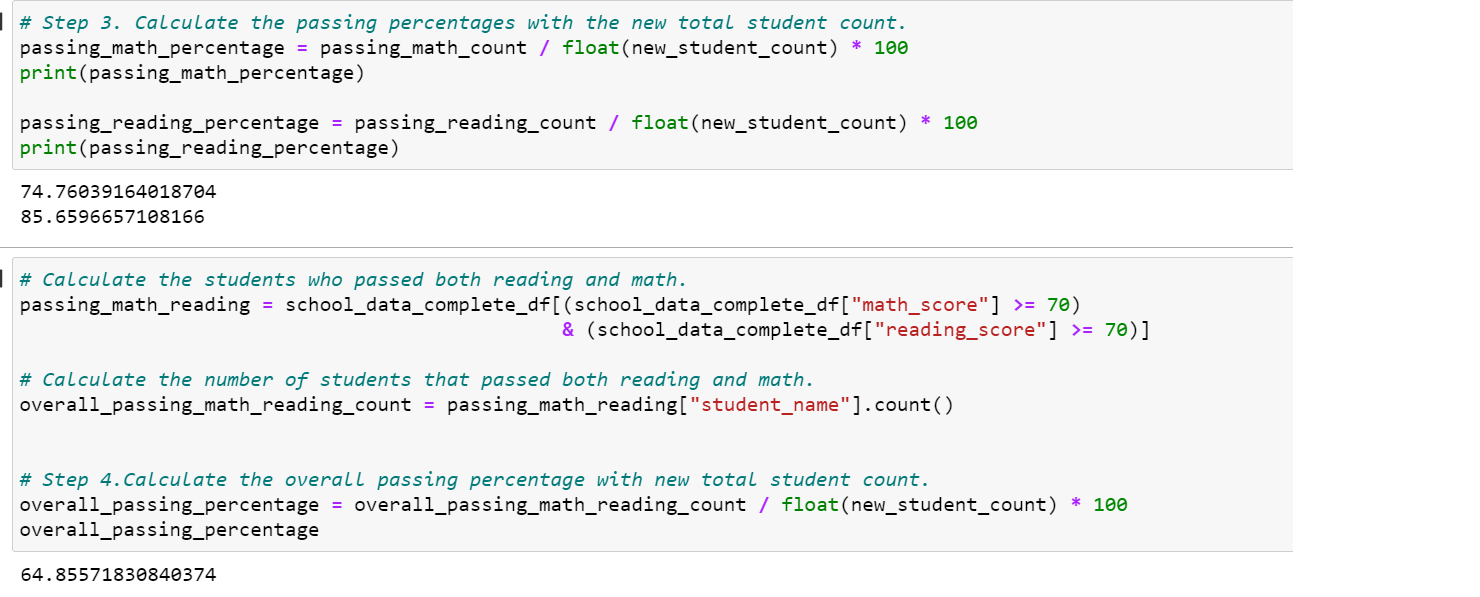 # Step 3. Calculate the passing percentages with the new total student count.
passing_math_percentage = passing_math_count / float(new_student_count) * 100
print(passing_math_percentage)
passing_reading_percentage = passing_reading_count / float(new_student_count) * 100
print(passing_reading_percentage)
74.76039164018704
85.6596657108166
# Calculate the students who passed both reading and math.
passing_math_reading = school_data_complete_df[(school_data_complete_df["math_score"] >= 70)
& (school_data_complete_df["reading_score"] >= 70)]
# Calculate the number of students that passed both reading and math.
overall_passing_math_reading_count = passing_math_reading["student_name"].count()
# Step 4.Calculate the overall passing percentage with new total student count.
overall_passing_percentage = overall_passing_math_reading_count / float(new_student_count) * 100
overall_passing_percentage
64.85571830840374